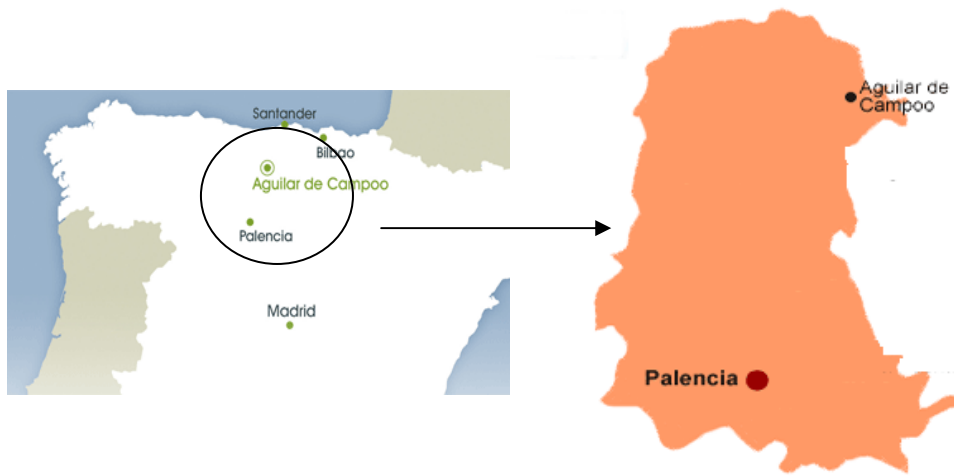 Santander
Bilbao
Aguilar de Campoo
Palencia
Madrid
Aguilar de
Campoo
Palencia